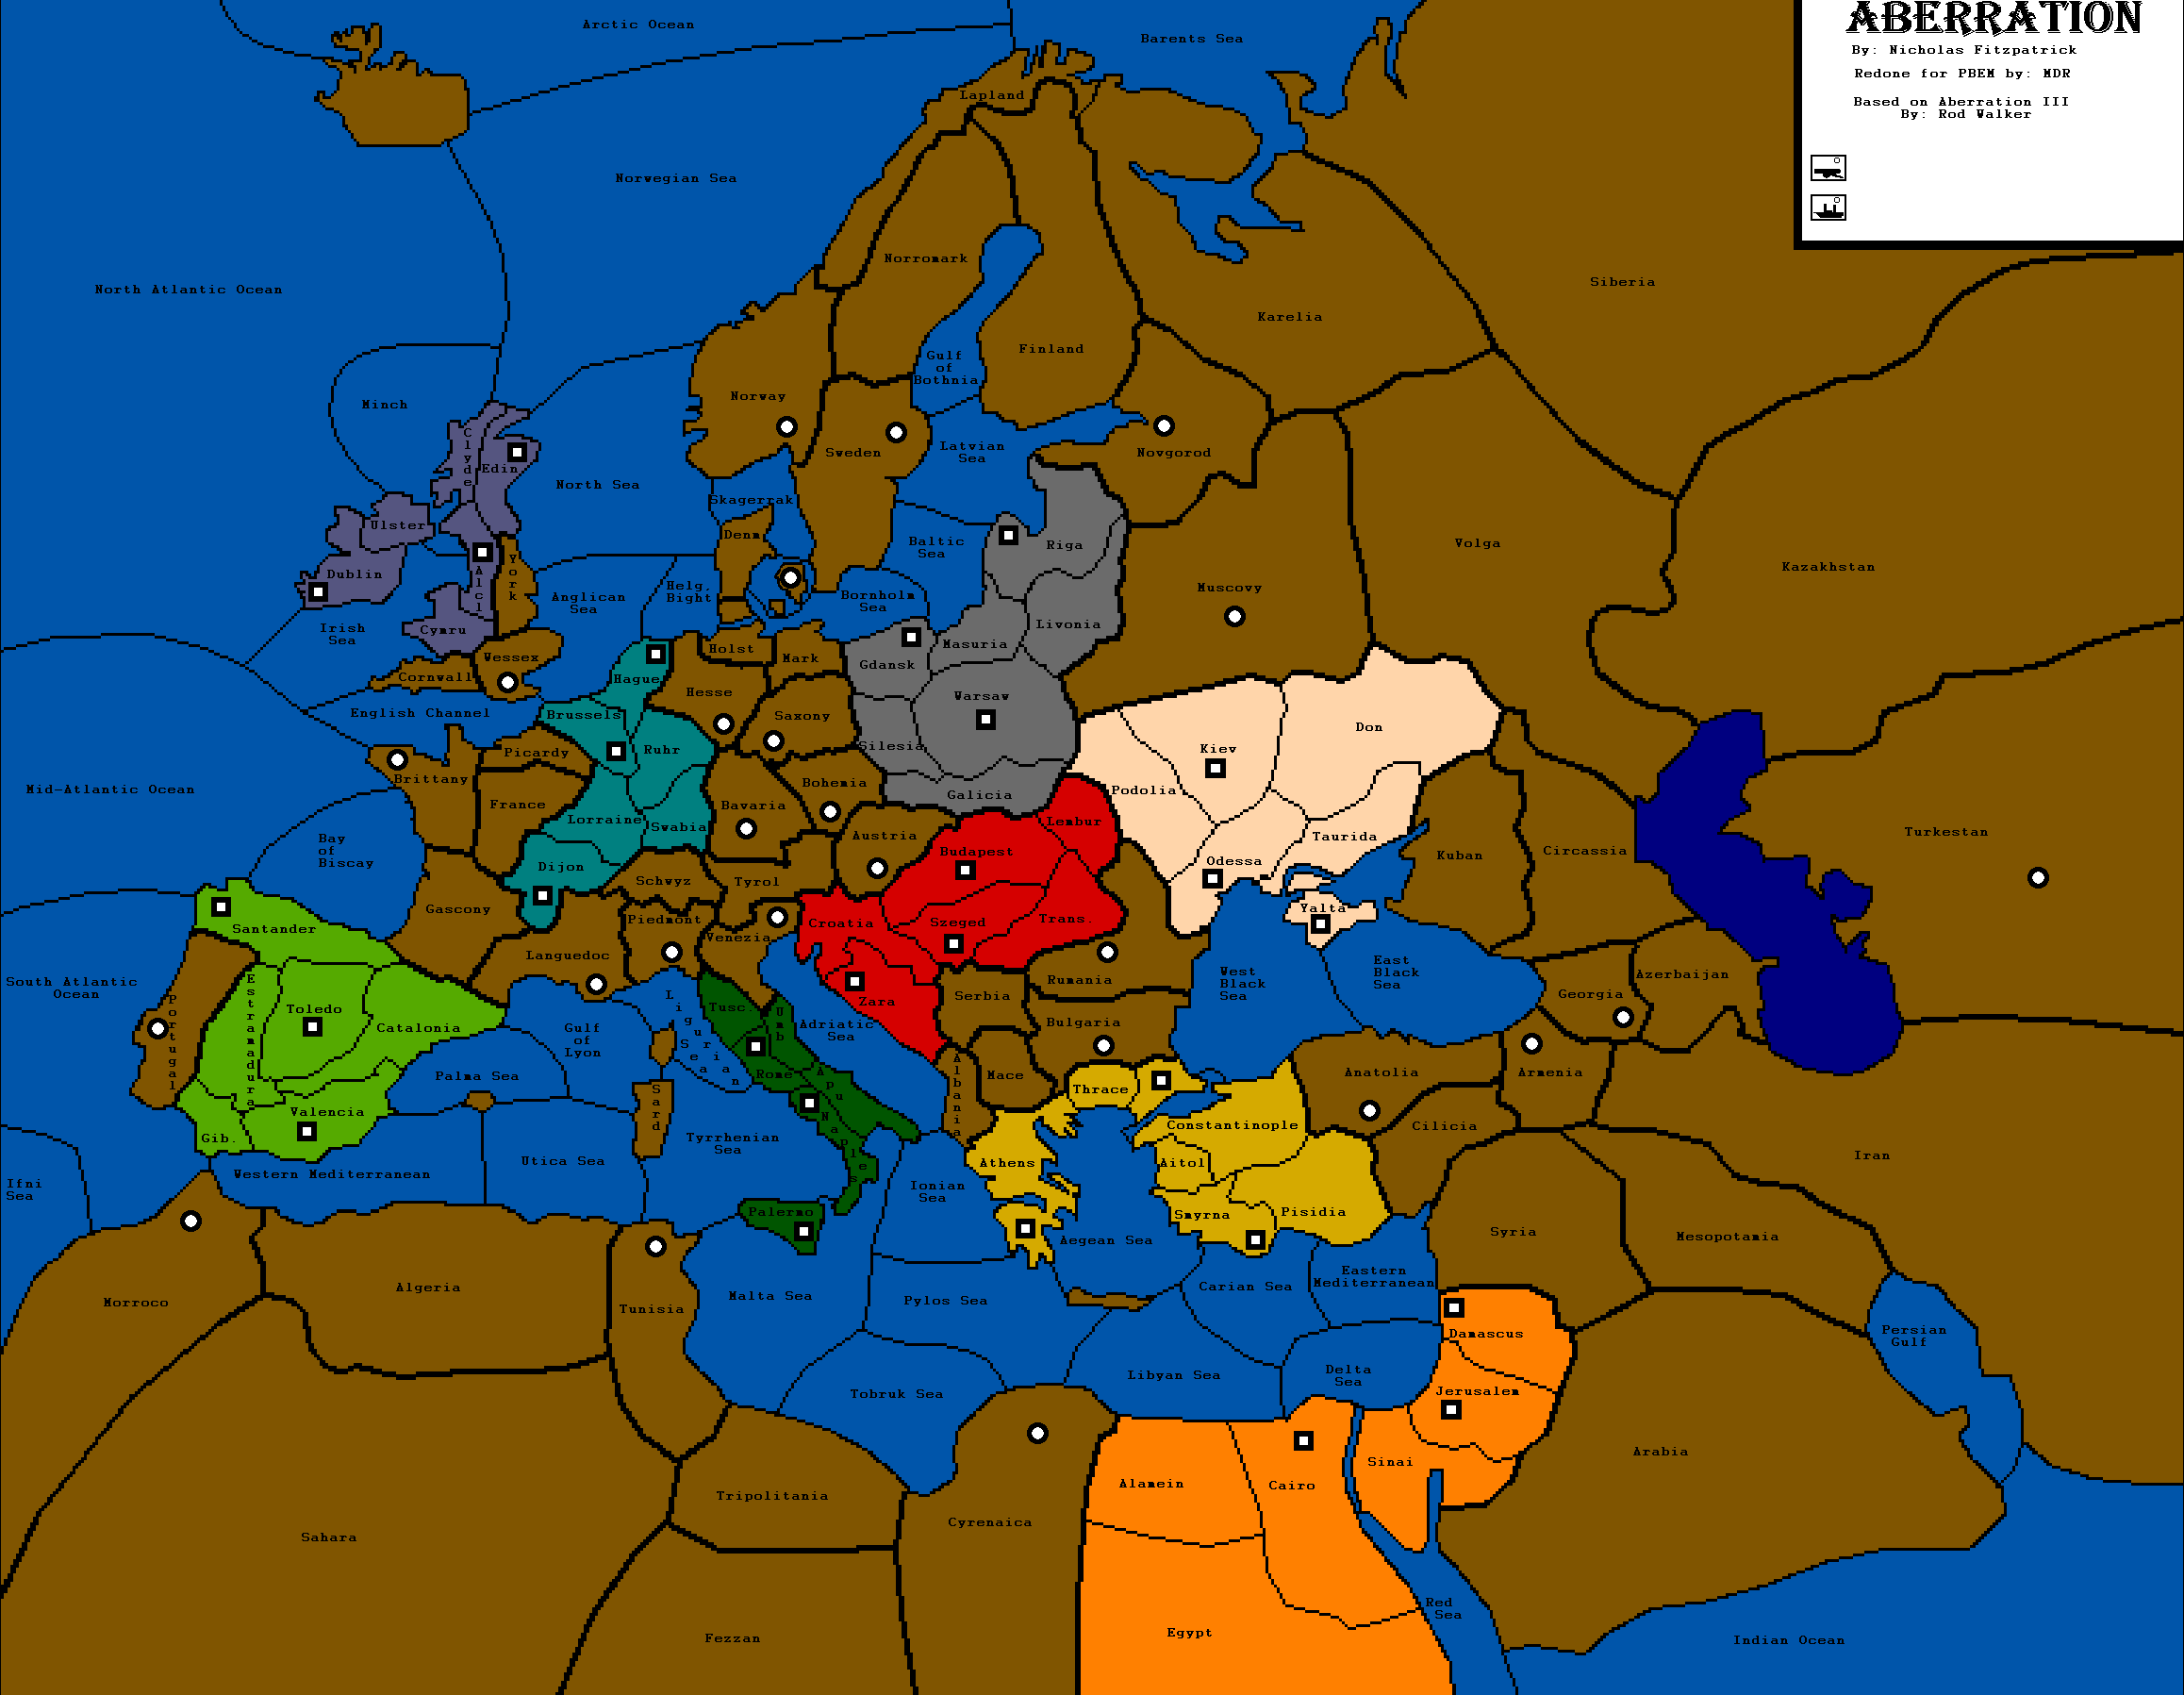 ABERRATION
By: Nicholas Fitzpatrick
Redone for PBEM by: MDR
Based on Aberration III
By: Rod Walker
Arctic Ocean
Barents Sea
Lapland
Norwegian Sea
North Atlantic Ocean
Norromark
Siberia
Karelia
Finland
Gulf
of
Bothnia
Minch
Norway
Clyde
Edin
Sweden
Latvian
Sea
Novgorod
North Sea
Skagerrak
Ulster
Denm
Baltic
Sea
Riga
Volga
Kazakhstan
Dublin
Alcl
York
Anglican
Sea
Helg.
Bight
Bornholm
Sea
Muscovy
Irish
Sea
Cymru
Livonia
Masuria
Wessex
Holst
Mark
Gdansk
Cornwall
Hague
Hesse
Warsaw
English Channel
Brussels
Saxony
Don
Picardy
Ruhr
Silesia
Kiev
Brittany
Bohemia
Mid-Atlantic Ocean
France
Bavaria
Galicia
Podolia
Lorraine
Swabia
Lembur
Taurida
Turkestan
Bay
of
Biscay
Austria
Budapest
Odessa
Kuban
Circassia
Dijon
Schwyz
Tyrol
Yalta
Gascony
Piedmont
Santander
Croatia
Szeged
Trans.
Venezia
Languedoc
West
Black
Sea
East
Black
Sea
Azerbaijan
South Atlantic
Ocean
Portugal
Estramadura
Toledo
Catalonia
Rumania
Serbia
Georgia
Zara
Tusc.
Umb
Ligurian
Sea
Gulf
of
Lyon
Adriatic
Sea
Bulgaria
Palma Sea
Rome
Apu
Albania
Mace
Thrace
Anatolia
Armenia
Sard
Valencia
Naples
Constantinople
Cilicia
Gib.
Tyrrhenian
Sea
Iran
Ifni
Sea
Western Mediterranean
Utica Sea
Ionian
Sea
Athens
Aitol
Palermo
Smyrna
Pisidia
Syria
Mesopotamia
Aegean Sea
Morroco
Algeria
Tunisia
Malta Sea
Pylos Sea
Carian Sea
Eastern
Mediterranean
Damascus
Persian
Gulf
Tobruk Sea
Libyan Sea
Delta
Sea
Jerusalem
Arabia
Sinai
Alamein
Cairo
Tripolitania
Cyrenaica
Sahara
Fezzan
Egypt
Red
Sea
Indian Ocean